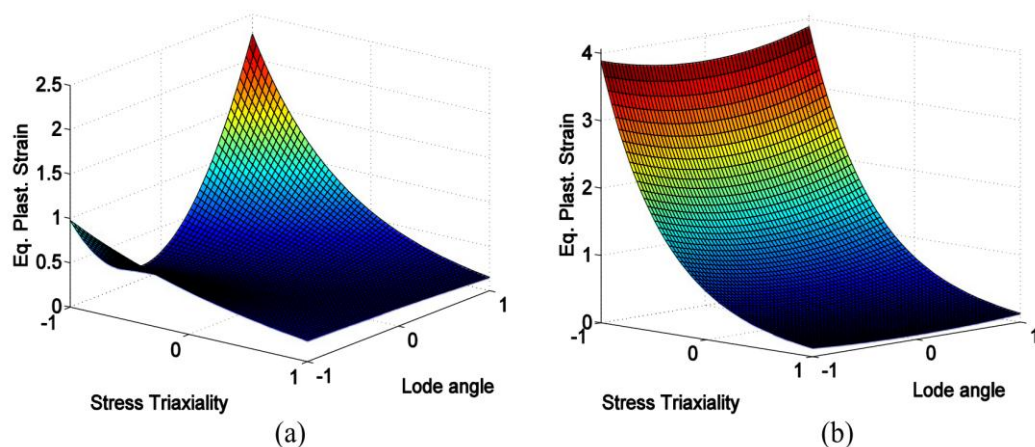 (a)
Eq. Plast. Strain
2.5
2
1.5
1
0.5
0
-1
0
1
Stress Triaxiality
-1
0
1
Lode angle
(b)
Eq. Plast. Strain
4
3
2
1
0
-1
0
1
Stress Triaxiality
-1
0
1
Lode angle